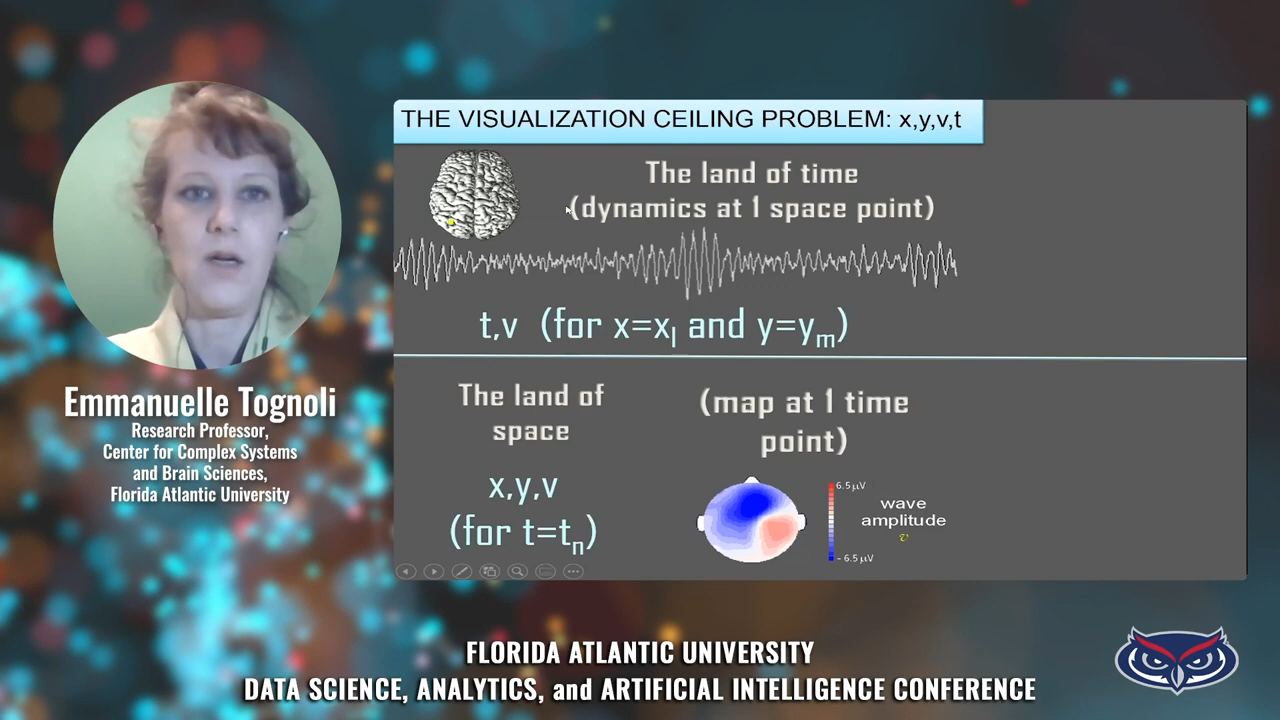 THE VISUALIZATION CEILING PROBLEM: x,y,v,t
The land of time
(dynamics at 1 space point)
t,v (for x=xl and y=ym)
The land of
space
(map at 1 time
point)
x,y,v
(for t=tn)
6.5 μV
wave
amplitude
v
- 6.5 μV
Emmanuelle Tognoli
Research Professor,
Center for Complex Systems
and Brain Sciences,
Florida Atlantic University
FLORIDA ATLANTIC UNIVERSITY
DATA SCIENCE, ANALYTICS, and ARTIFICIAL INTELLIGENCE CONFERENCE